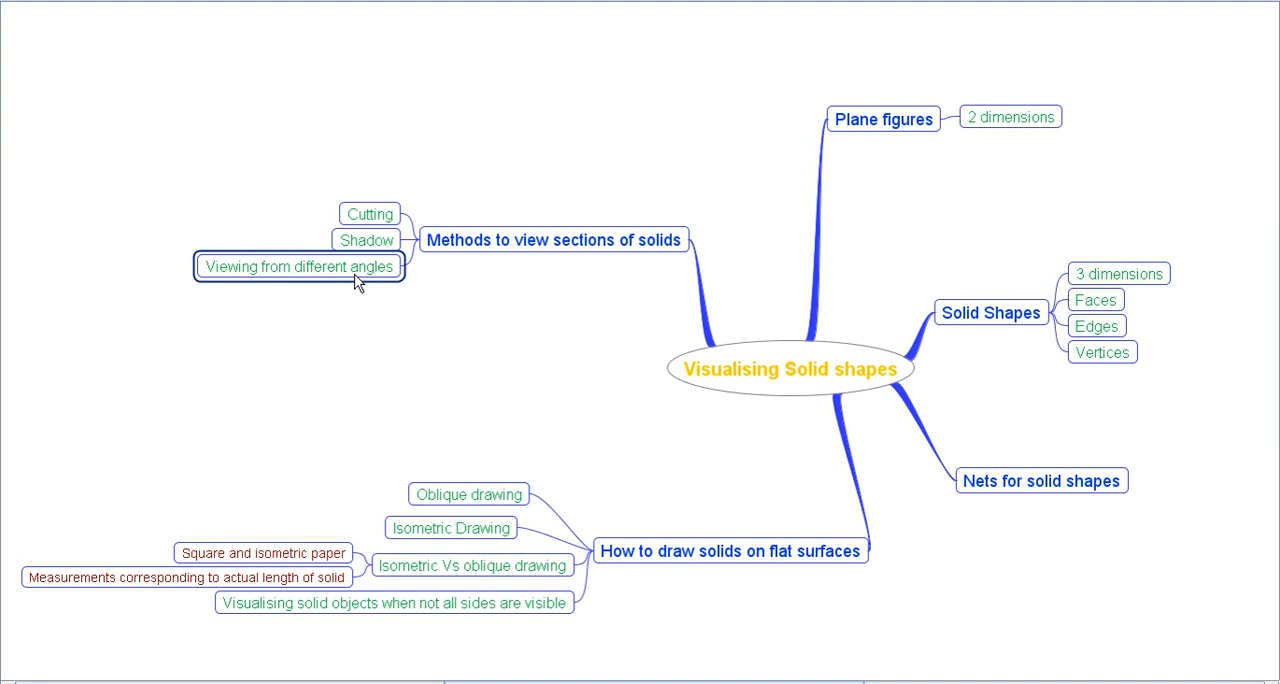 Visualising Solid shapes
Plane figures
2 dimensions
Solid Shapes
3 dimensions
Faces
Edges
Vertices
Nets for solid shapes
How to draw solids on flat surfaces
Oblique drawing
Isometric Drawing
Isometric Vs oblique drawing
Square and isometric paper
Measurements corresponding to actual length of solid
Visualising solid objects when not all sides are visible
Methods to view sections of solids
Cutting
Shadow
Viewing from different angles